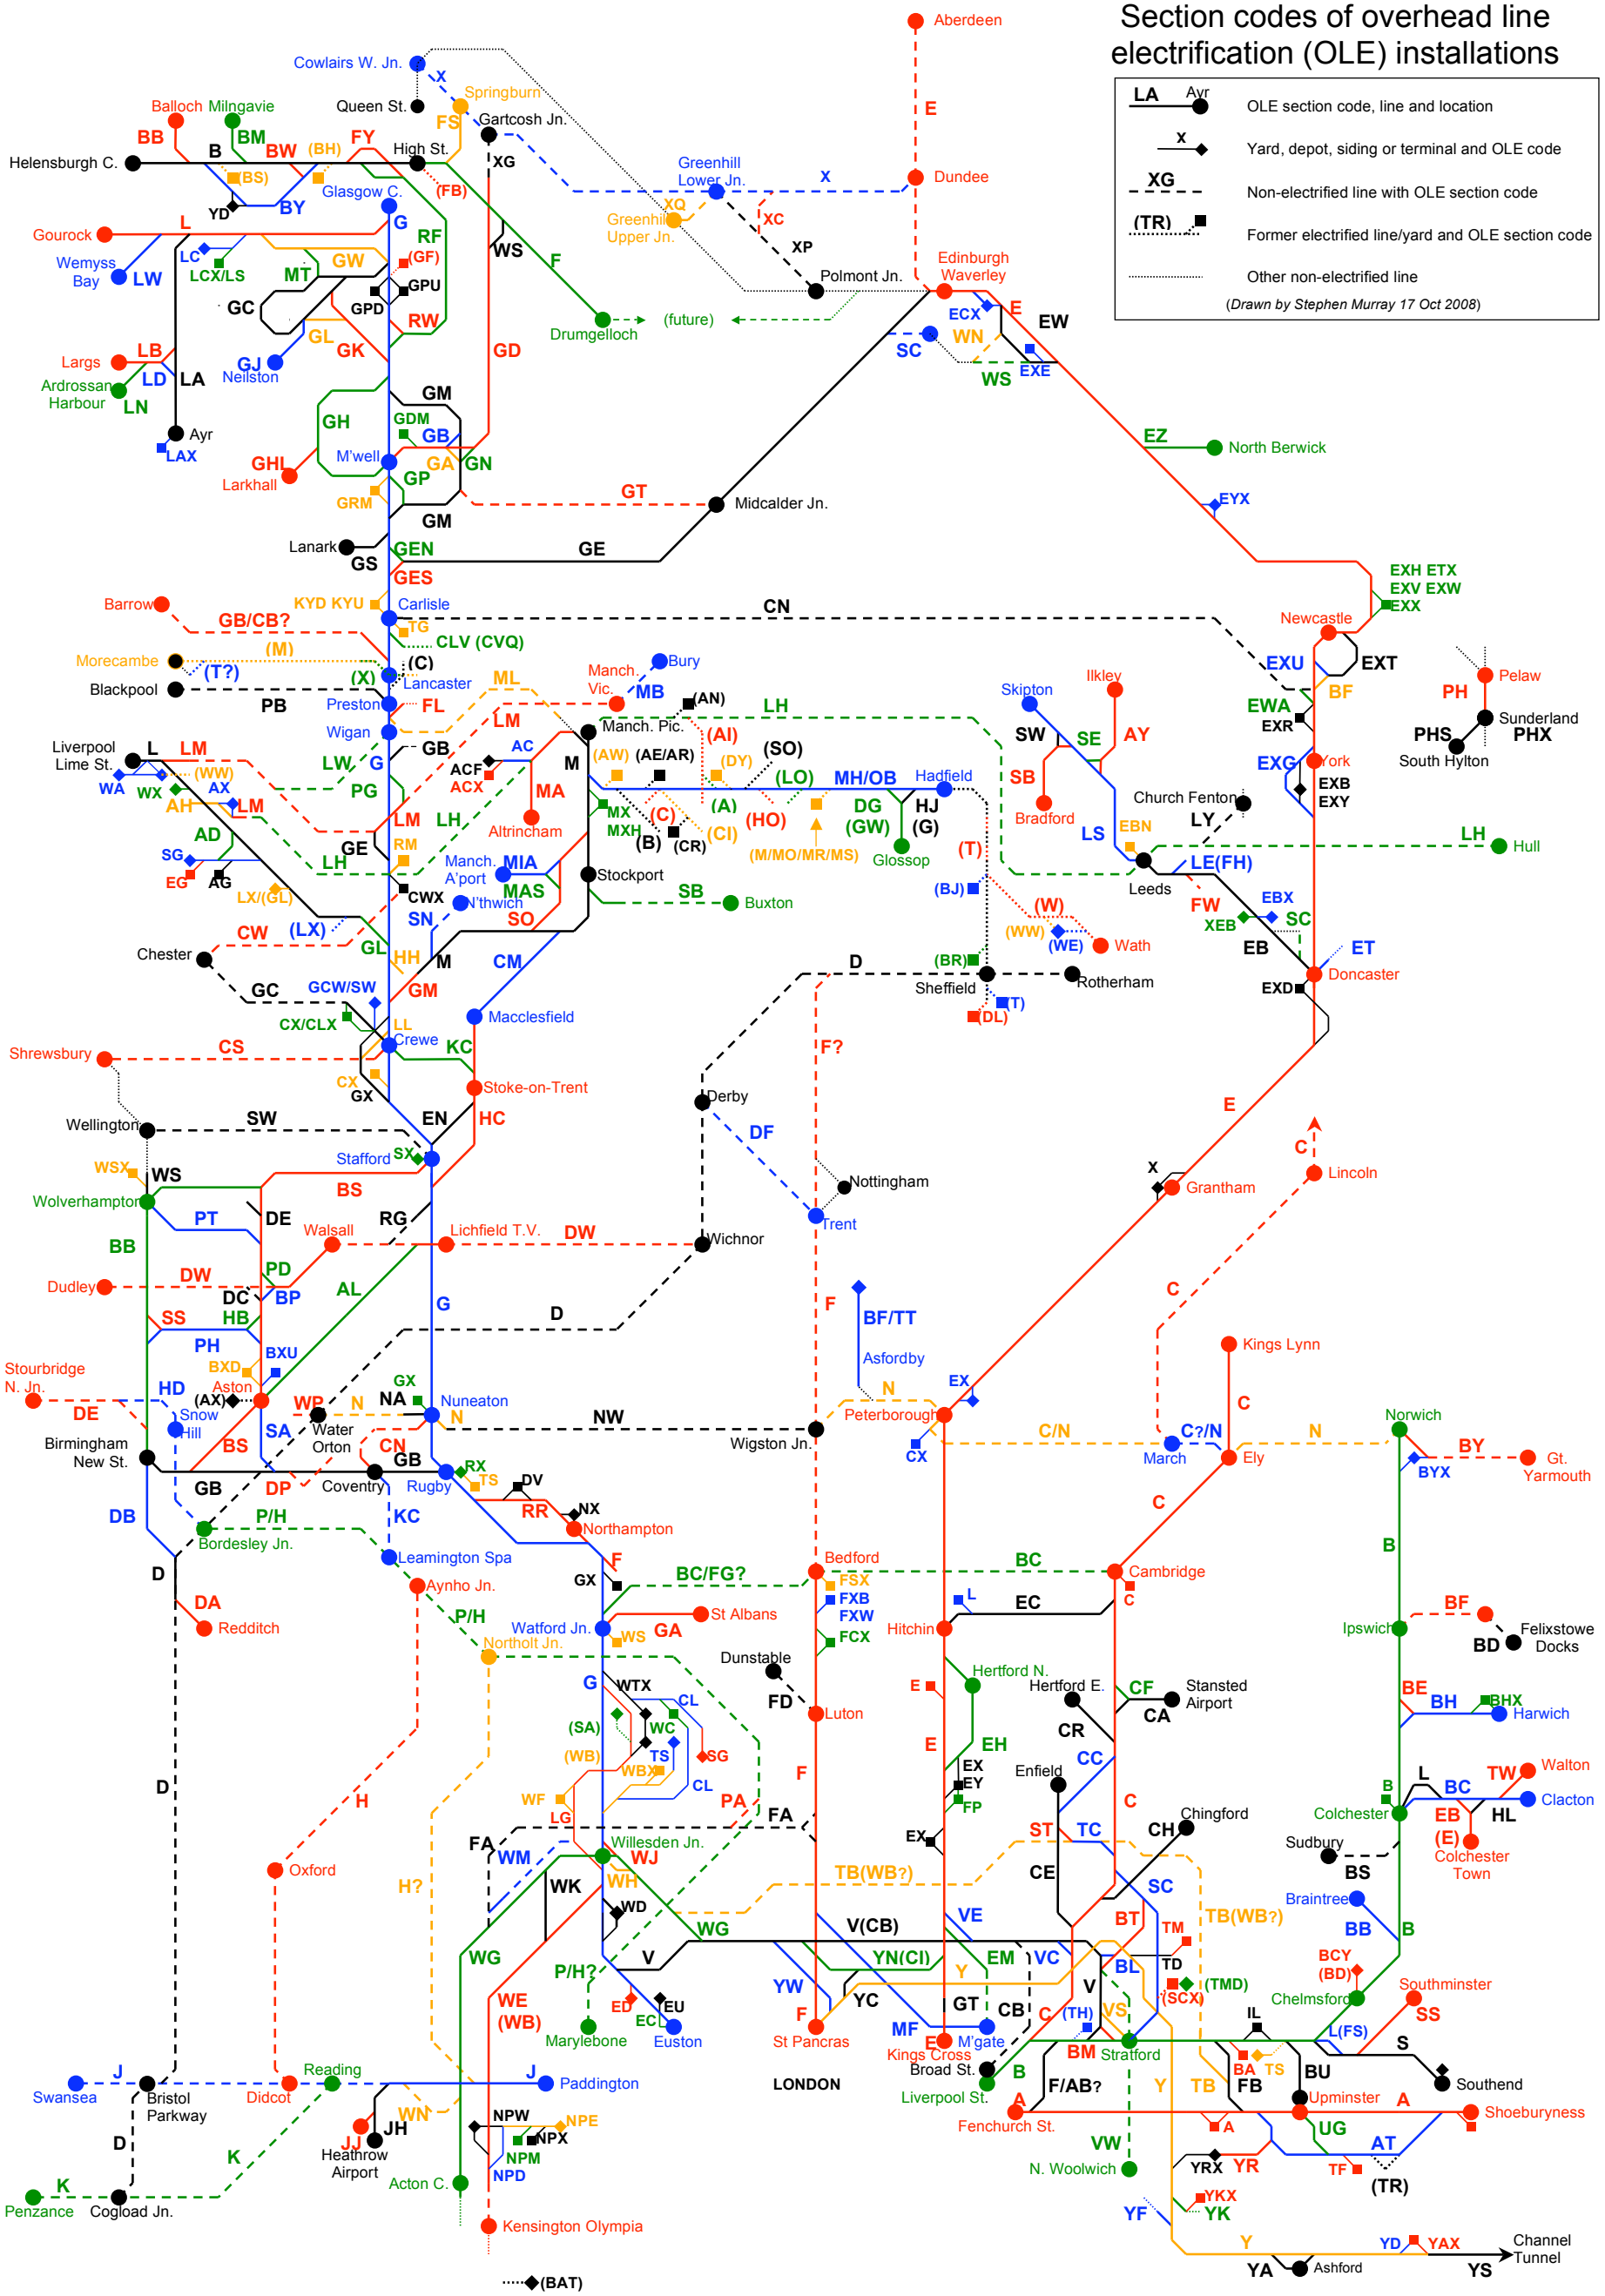 Section codes of overhead line
electrification (OLE) installations
LA Ayr OLE section code, line and location
X Yard, depot, siding or terminal and OLE code
XG Non-electrified line with OLE section code
(TR) Former electrified line/yard and OLE section code
Other non-electrified line
(Drawn by Stephen Murray 17 Oct 2008)
Aberdeen
Cowlairs W. Jn.
X
Springburn
Queen St.
Balloch Milngavie
FS
Gartcosh Jn.
E
BB BM FY
B BW (BH) High St.
Helensburgh C.
XG
Greenhill
Lower Jn.
X
Dundee
(BS) Glasgow C. (FB)
YD BY
XQ XC
Greenhill
Upper Jn.
L G
Gourock
RF WS F XP
LC GW (GF)
Edinburgh
Waverley
Wemyss
Bay
LW LCX/LS MT GPU
Polmont Jn.
GC GPD
ECX E EW
RW
Drumgelloch (future)
GL GK GD
SC WN
LB GJ
Largs
Neilston
WS EXE
LD LA
Ardrossan
Harbour
LN
GM
GH GDM
Ayr GB
EZ North Berwick
LAX M'well
GA GN
GHL
Larkhall
GP
GRM GT Midcalder Jn.
EYX
GM
Lanark
GS GEN GE
GES
EXH ETX
EXV EXW
EXX
Barrow KYD KYU Carlisle CN
Newcastle
GB/CB? TG
CLV (CVQ)
Morecambe (M) (C)
(T?) (X) Lancaster
Bury
EXU EXT
Blackpool PB Preston FL
ML Manch.
Vic. MB
Skipton Ilkley
BF
Pelaw
PH
(AN)
EWA
EXR
Sunderland
PHS PHX
South Hylton
Wigan LM Manch. Pic. LH
SW SE AY
Liverpool
Lime St.
L LM GB AC M
(AI)
(AW) (AE/AR) (DY) (SO)
EXG York
WA (WW) LW G ACF
ACX
WX AX
MH/OB Hadfield
SB
EXB
EXY
AH LM PG MA
(LO)
Church Fenton
AD LM LH Altrincham MX
MXH
(C) (A) (HO) DG
(GW)
HJ
(G)
Bradford LY
(B) (CR) (CI)
LS EBN
SG GE RM
(M/MO/MR/MS) Glossop (T)
LH Hull
EG AG LH Manch.
A'port
MIA Stockport
Leeds LE(FH)
LX/(GL) CWX MAS SB Buxton
(BJ) FW EBX
(LX) SN N'thwich SO
(W) XEB SC
CW GL (WW) (WE) Wath
EB ET
Chester HH M CM (BR) D
Doncaster
GC GCW/SW GM
Sheffield Rotherham EXD
CX/CLX LL Macclesfield (T)
(DL)
Shrewsbury CS Crewe KC F?
CX Stoke-on-Trent
GX
Derby E
SW EN HC
Wellington DF C
WSX WS Stafford SX X
Grantham Lincoln
Wolverhampton BS Nottingham
PT DE RG Trent
BB Walsall Lichfield T.V. DW Wichnor
PD AL
Dudley DW
DC BP F BF/TT C
SS HB G D
PH Asfordby Kings Lynn
BXD BXU
Stourbridge
N. Jn.
HD Aston GX EX
(AX) NA Nuneaton N
DE Snow
Hill
WP N N NW Peterborough C
Water
Orton
CX C/N C?/N N Norwich
Birmingham
New St.
BS SA CN Wigston Jn.
March Ely BY
Gt.
Yarmouth
GB RX
TS
BYX
GB DP Coventry Rugby DV
DB P/H KC RR NX C
Bordesley Jn. Northampton
B
D Leamington Spa F Bedford BC
GX BC/FG? FSX
Cambridge
Aynho Jn. FXB
FXW
L C
DA P/H Watford Jn. St Albans EC
Redditch GA FCX Hitchin
BF
Ipswich Felixstowe
Docks
BD
Northolt Jn. WS
Dunstable
G WTX E Hertford N.
Hertford E. CF Stansted
Airport
CA
FD CL
BE BH BHX
Harwich
(SA) WC Luton CR
(WB) TS SG E EH
EX
EY
CC
WBX CL FP Enfield
L Walton
B BC TW
Clacton
D H WF PA F C
Colchester EB HL
LG FA EX ST TC CH Chingford
(E)
Colchester
Town
FA Willesden Jn. Sudbury
BS
WM WJ TB(WB?) CE
Oxford WK WH SC
Braintree
H? WD BT TB(WB?) BB B
WG WG V(CB) VE TM
V YN(CI) EM VC TD BCY
(BD)
P/H? YW Y BL
WE
(WB)
ED EU YC GT CB V VS (SCX) (TMD)
Southminster
Chelmsford SS
EC F C (TH) IL
Marylebone Euston St Pancras MF M'gate BM Stratford L(FS)
E
Kings Cross S
Broad St. B BA TS BU
Swansea J Reading J Paddington LONDON
Liverpool St. Y TB FB Southend
Bristol
Parkway
Didcot WN F/AB?
A Upminster A
JH NPW NPE Fenchurch St. A Shoeburyness
D JJ NPX
NPM
UG AT
Heathrow
Airport
NPD VW
K Acton C. N. Woolwich YRX YR TF (TR)
K
Penzance Cogload Jn. YKX
YF YK
Kensington Olympia
Y YD YAX Channel
Tunnel
YA Ashford YS
(BAT)